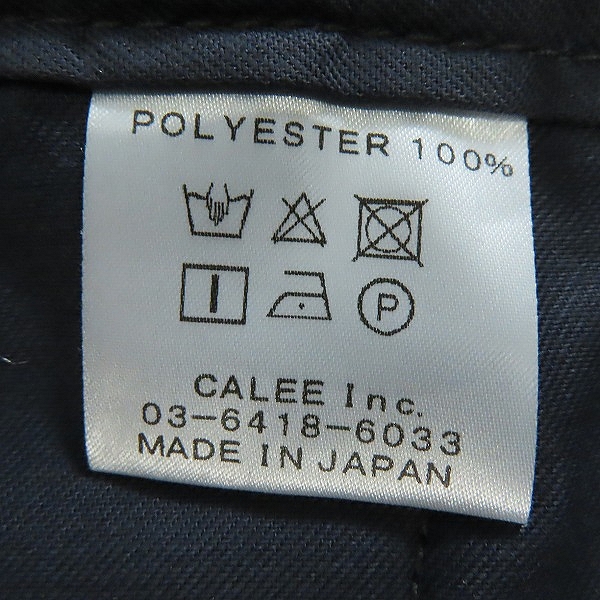 POLYESTER 100%
P
CALEE Inc.
03-6418-6033
MADE IN JAPAN